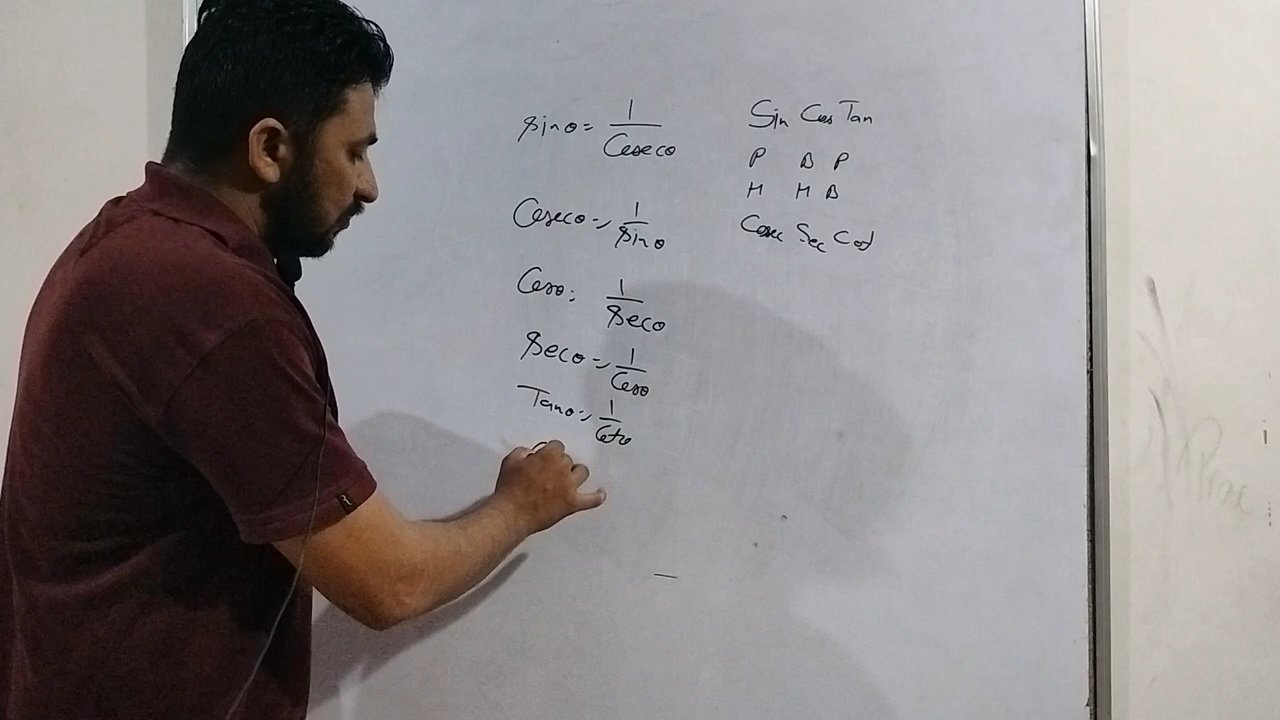 Sinθ = 1/Cosecθ
Cosecθ = 1/Sinθ
Cosθ = 1/Secθ
Secθ = 1/Cosθ
Tanθ = 1/Cotθ
Sin Cos Tan
P B P
H H B
Cosec Sec Cot